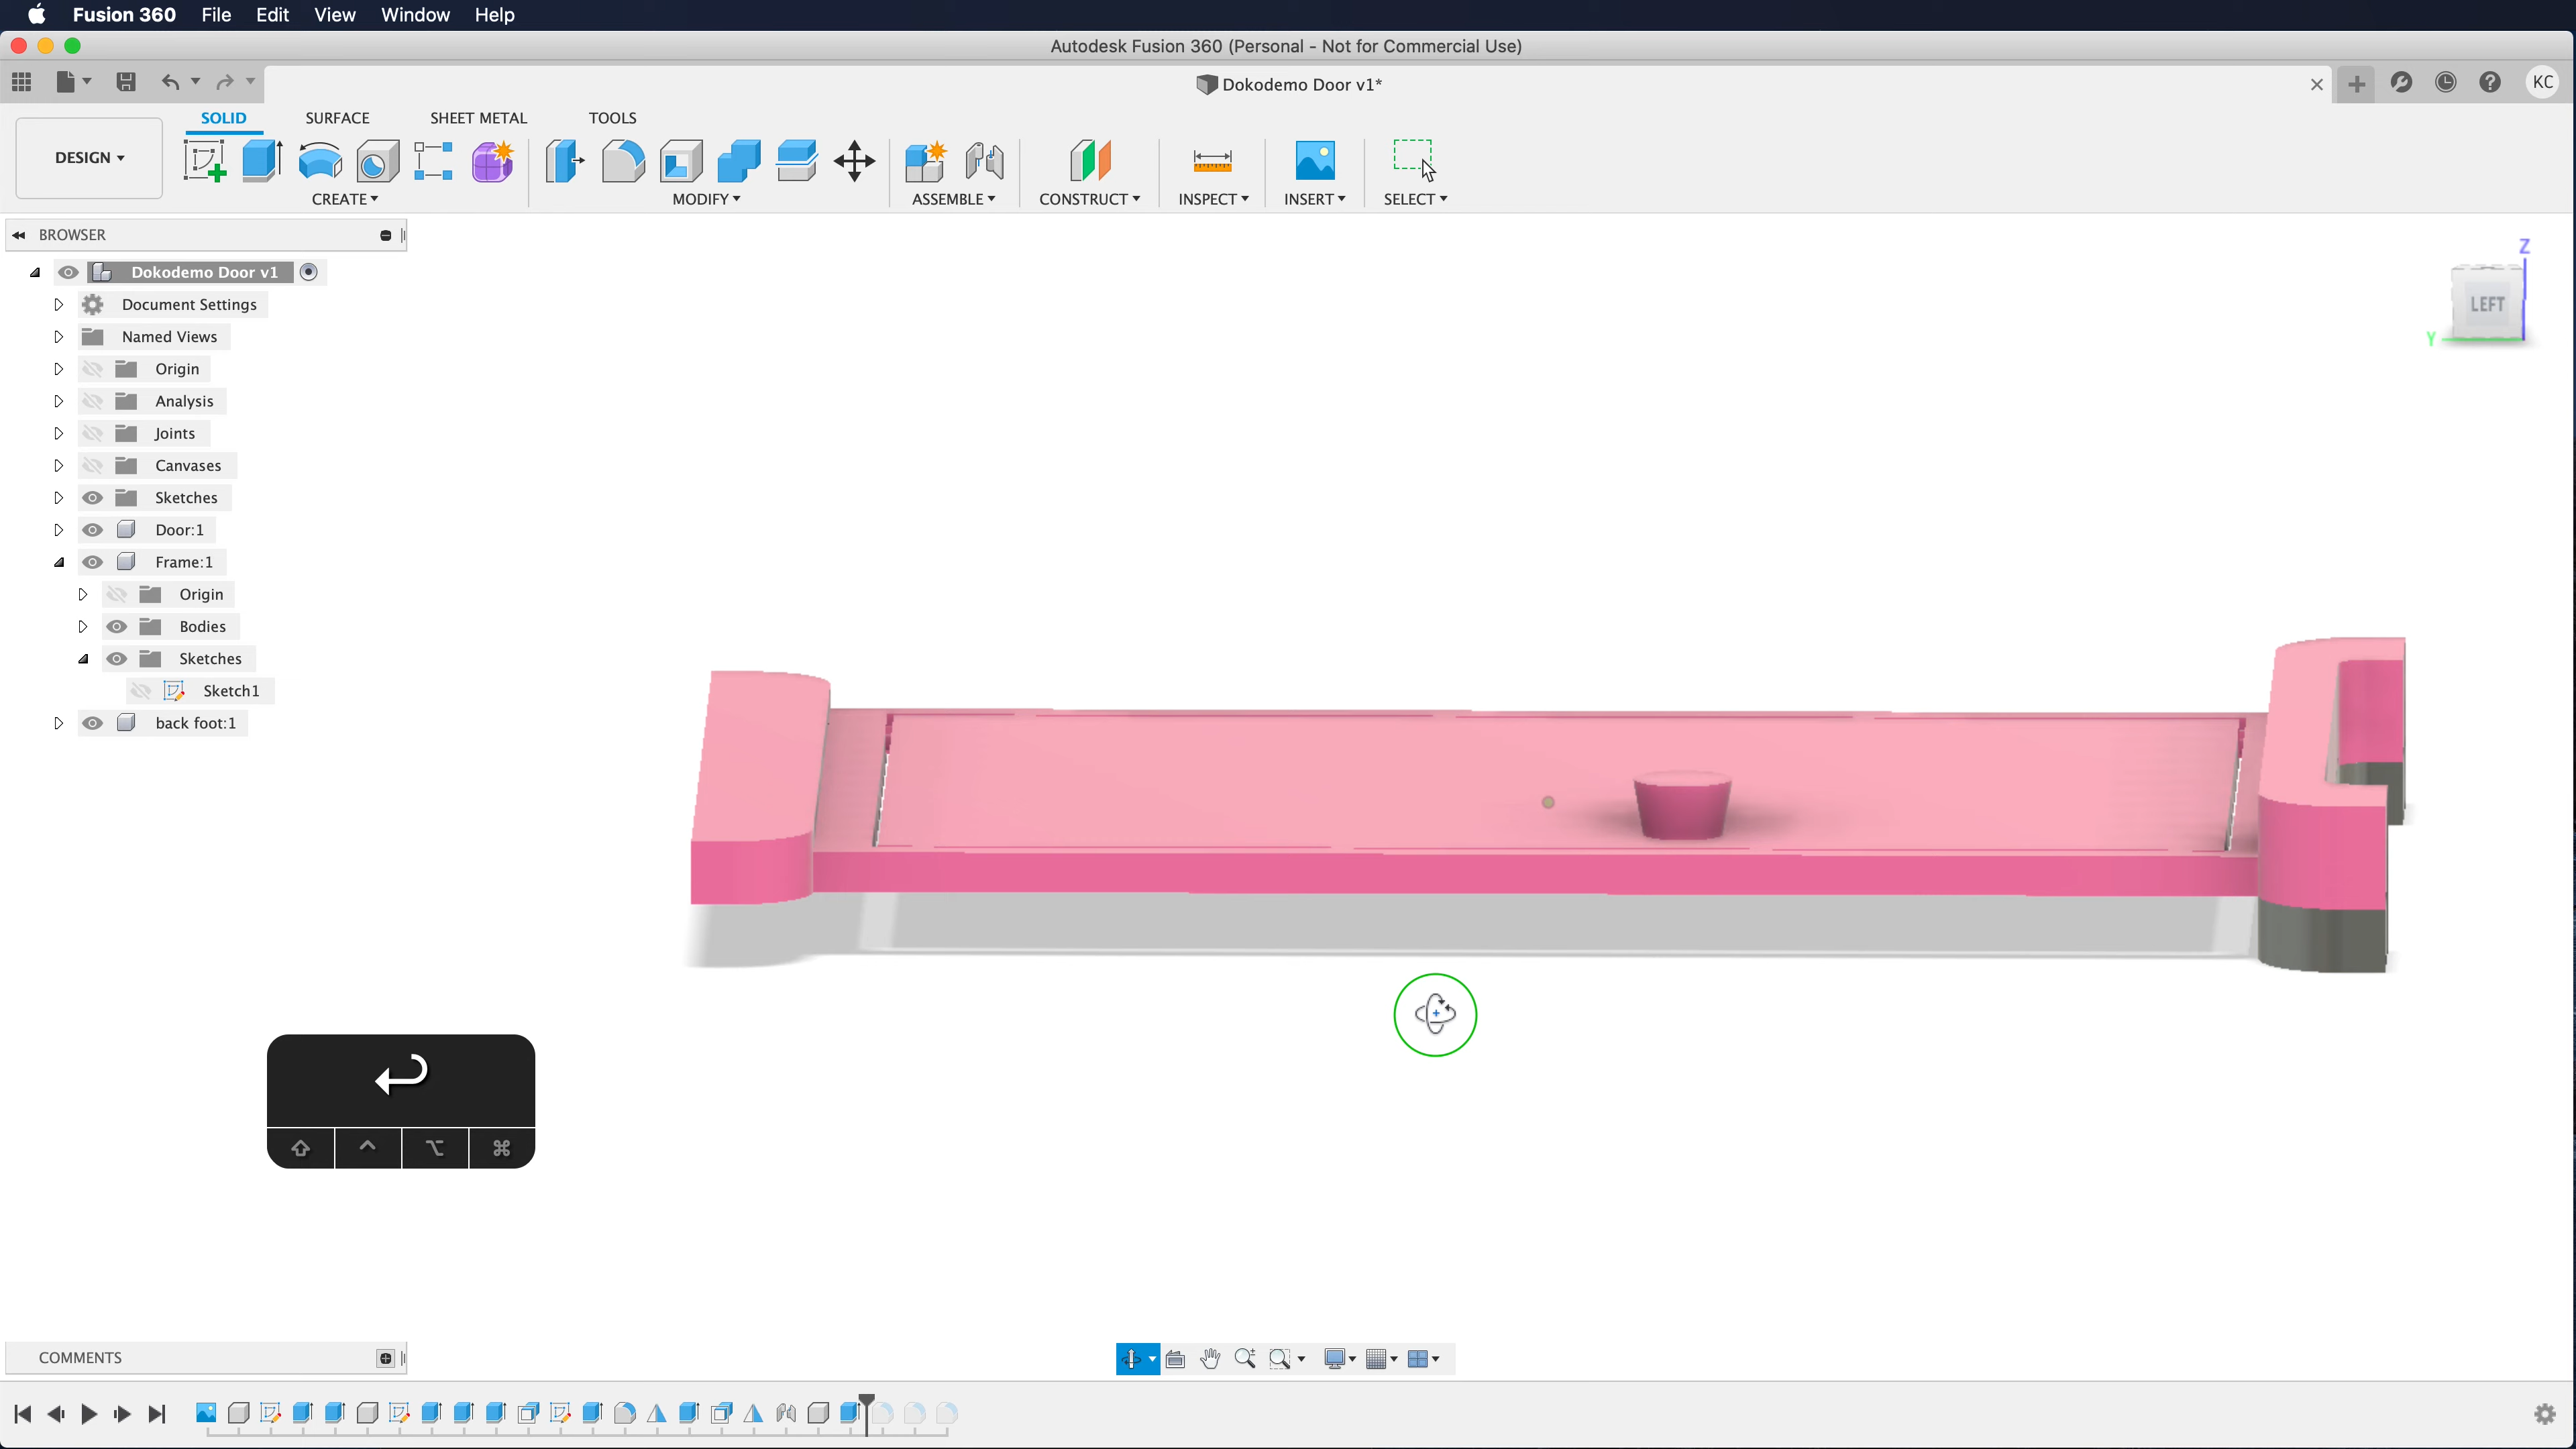 Fusion 360 File Edit View Window Help
Autodesk Fusion 360 (Personal - Not for Commercial Use)
Dokodemo Door v1*
KC
SOLID SURFACE SHEET METAL TOOLS
DESIGN
CREATE MODIFY ASSEMBLE CONSTRUCT INSPECT INSERT SELECT
BROWSER
Dokodemo Door v1
Document Settings
Named Views
Origin
Analysis
Joints
Canvases
Sketches
Door:1
Frame:1
Origin
Bodies
Sketches
Sketch1
back foot:1
Z
LEFT
Y
COMMENTS